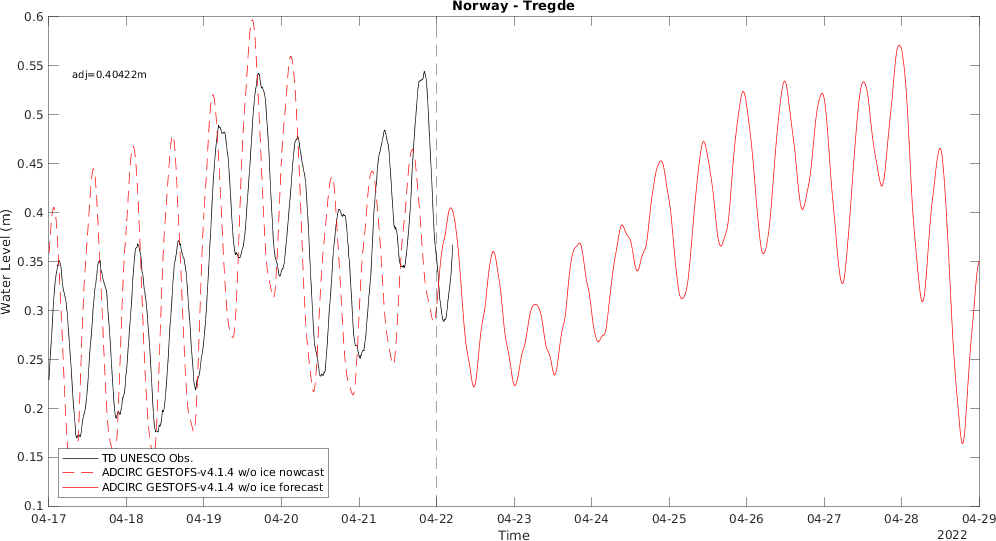 Norway - Tregde
0.6
0.55
0.5
0.45
0.4
0.35
0.3
0.25
0.2
0.15
0.1
Water Level (m)
adj=0.40422m
TD UNESCO Obs.
ADCIRC GESTOFS-v4.1.4 w/o ice nowcast
ADCIRC GESTOFS-v4.1.4 w/o ice forecast
04-17 04-18 04-19 04-20 04-21 04-22 04-23 04-24 04-25 04-26 04-27 04-28 04-29
Time
2022